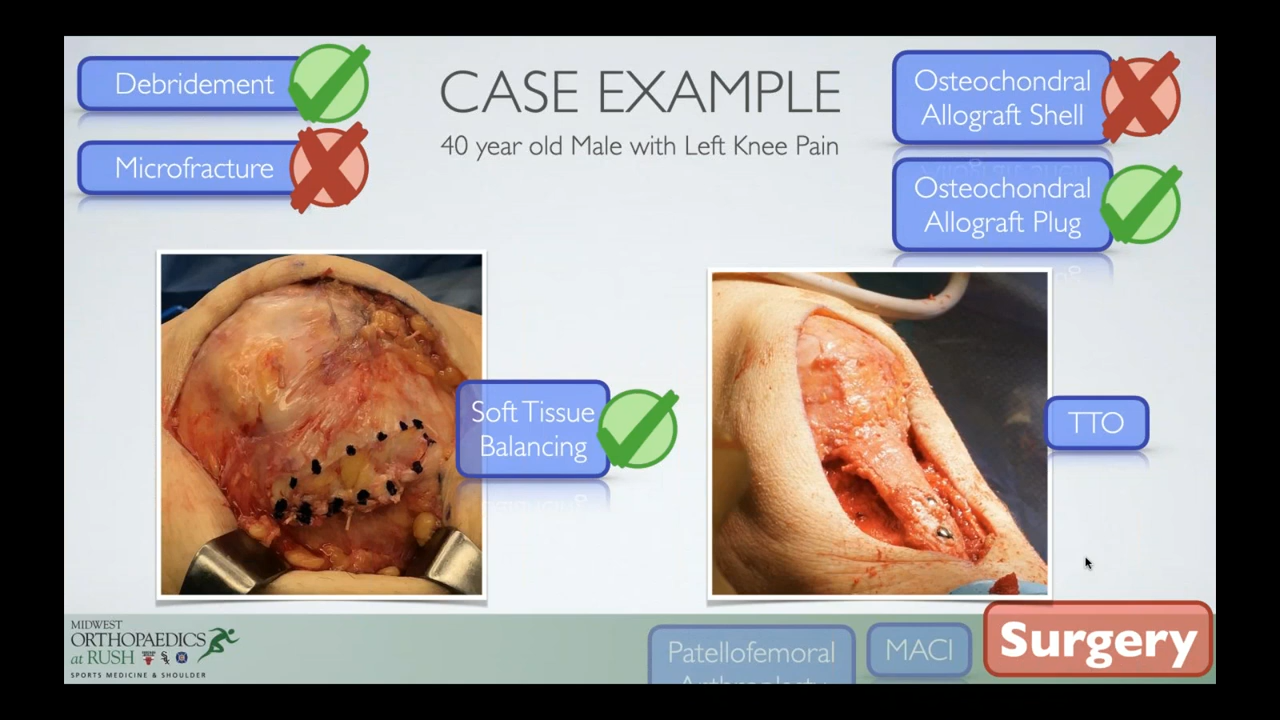 Debridement
Microfracture
CASE EXAMPLE
40 year old Male with Left Knee Pain
Osteochondral
Allograft Shell
Osteochondral
Allograft Plug
Soft Tissue
Balancing
TTO
MIDWEST
ORTHOPAEDICS
at RUSH
SPORTS MEDICINE & SHOULDER
Patellofemoral
Arthroplasty
MACI
Surgery